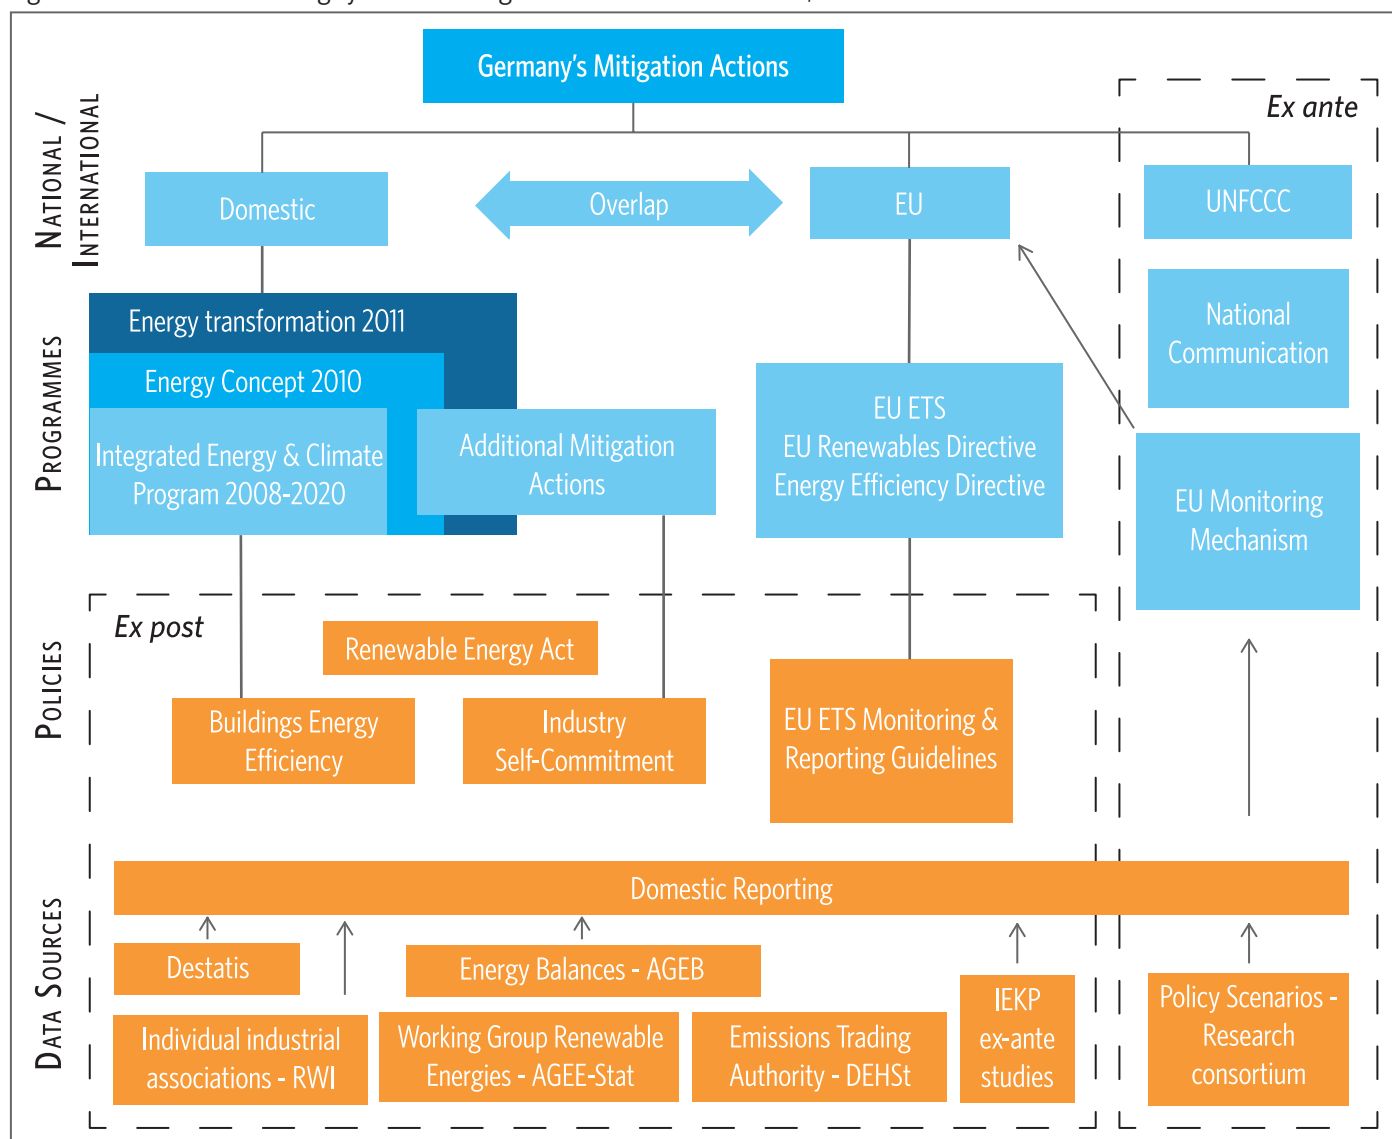 Germany's Mitigation Actions
Ex ante
NATIONAL /
INTERNATIONAL
Domestic
Overlap
EU
UNFCCC
PROGRAMMES
Energy transformation 2011
Energy Concept 2010
Integrated Energy & Climate
Program 2008-2020
Additional Mitigation
Actions
EU ETS
EU Renewables Directive
Energy Efficiency Directive
National
Communication
EU Monitoring
Mechanism
POLICIES
Ex post
Renewable Energy Act
Buildings Energy
Efficiency
Industry
Self-Commitment
EU ETS Monitoring &
Reporting Guidelines
DATA SOURCES
Domestic Reporting
Destatis
Energy Balances - AGEB
Individual industrial
associations - RWI
Working Group Renewable
Energies - AGEE-Stat
Emissions Trading
Authority - DEHSt
IEKP
ex-ante
studies
Policy Scenarios -
Research
consortium